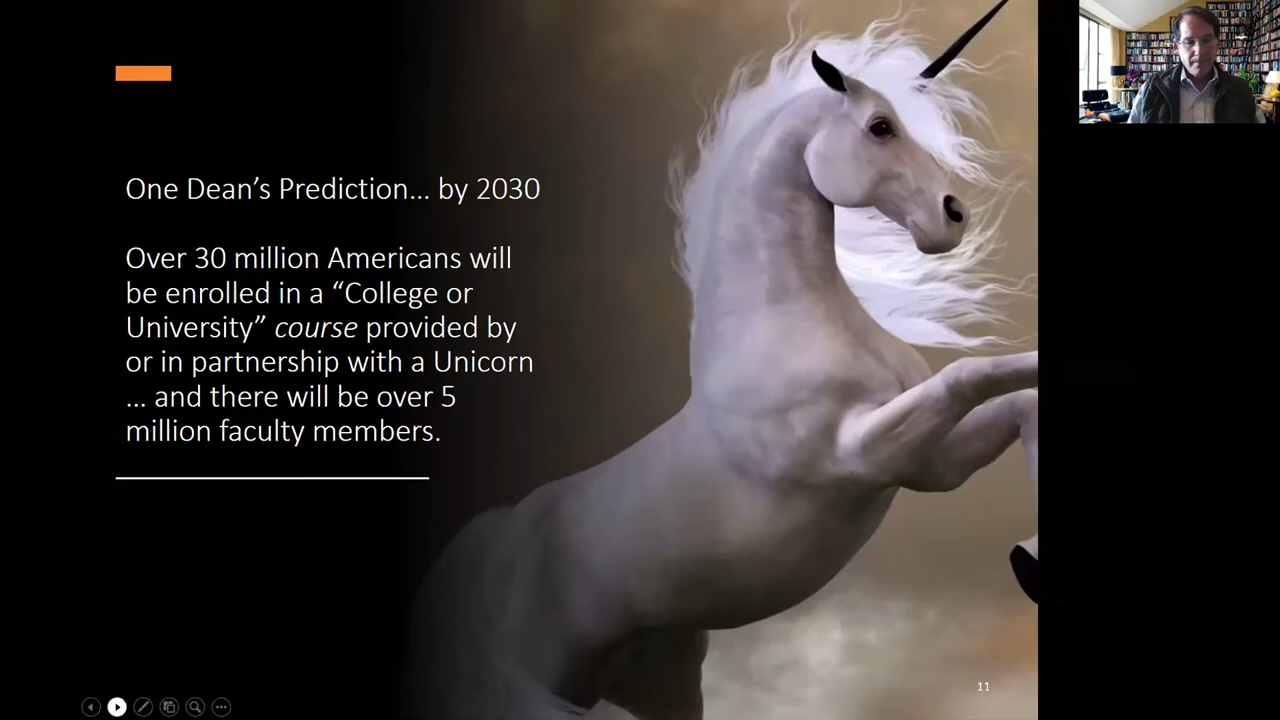 One Dean’s Prediction… by 2030
Over 30 million Americans will
be enrolled in a “College or
University” course provided by
or in partnership with a Unicorn
… and there will be over 5
million faculty members.
11